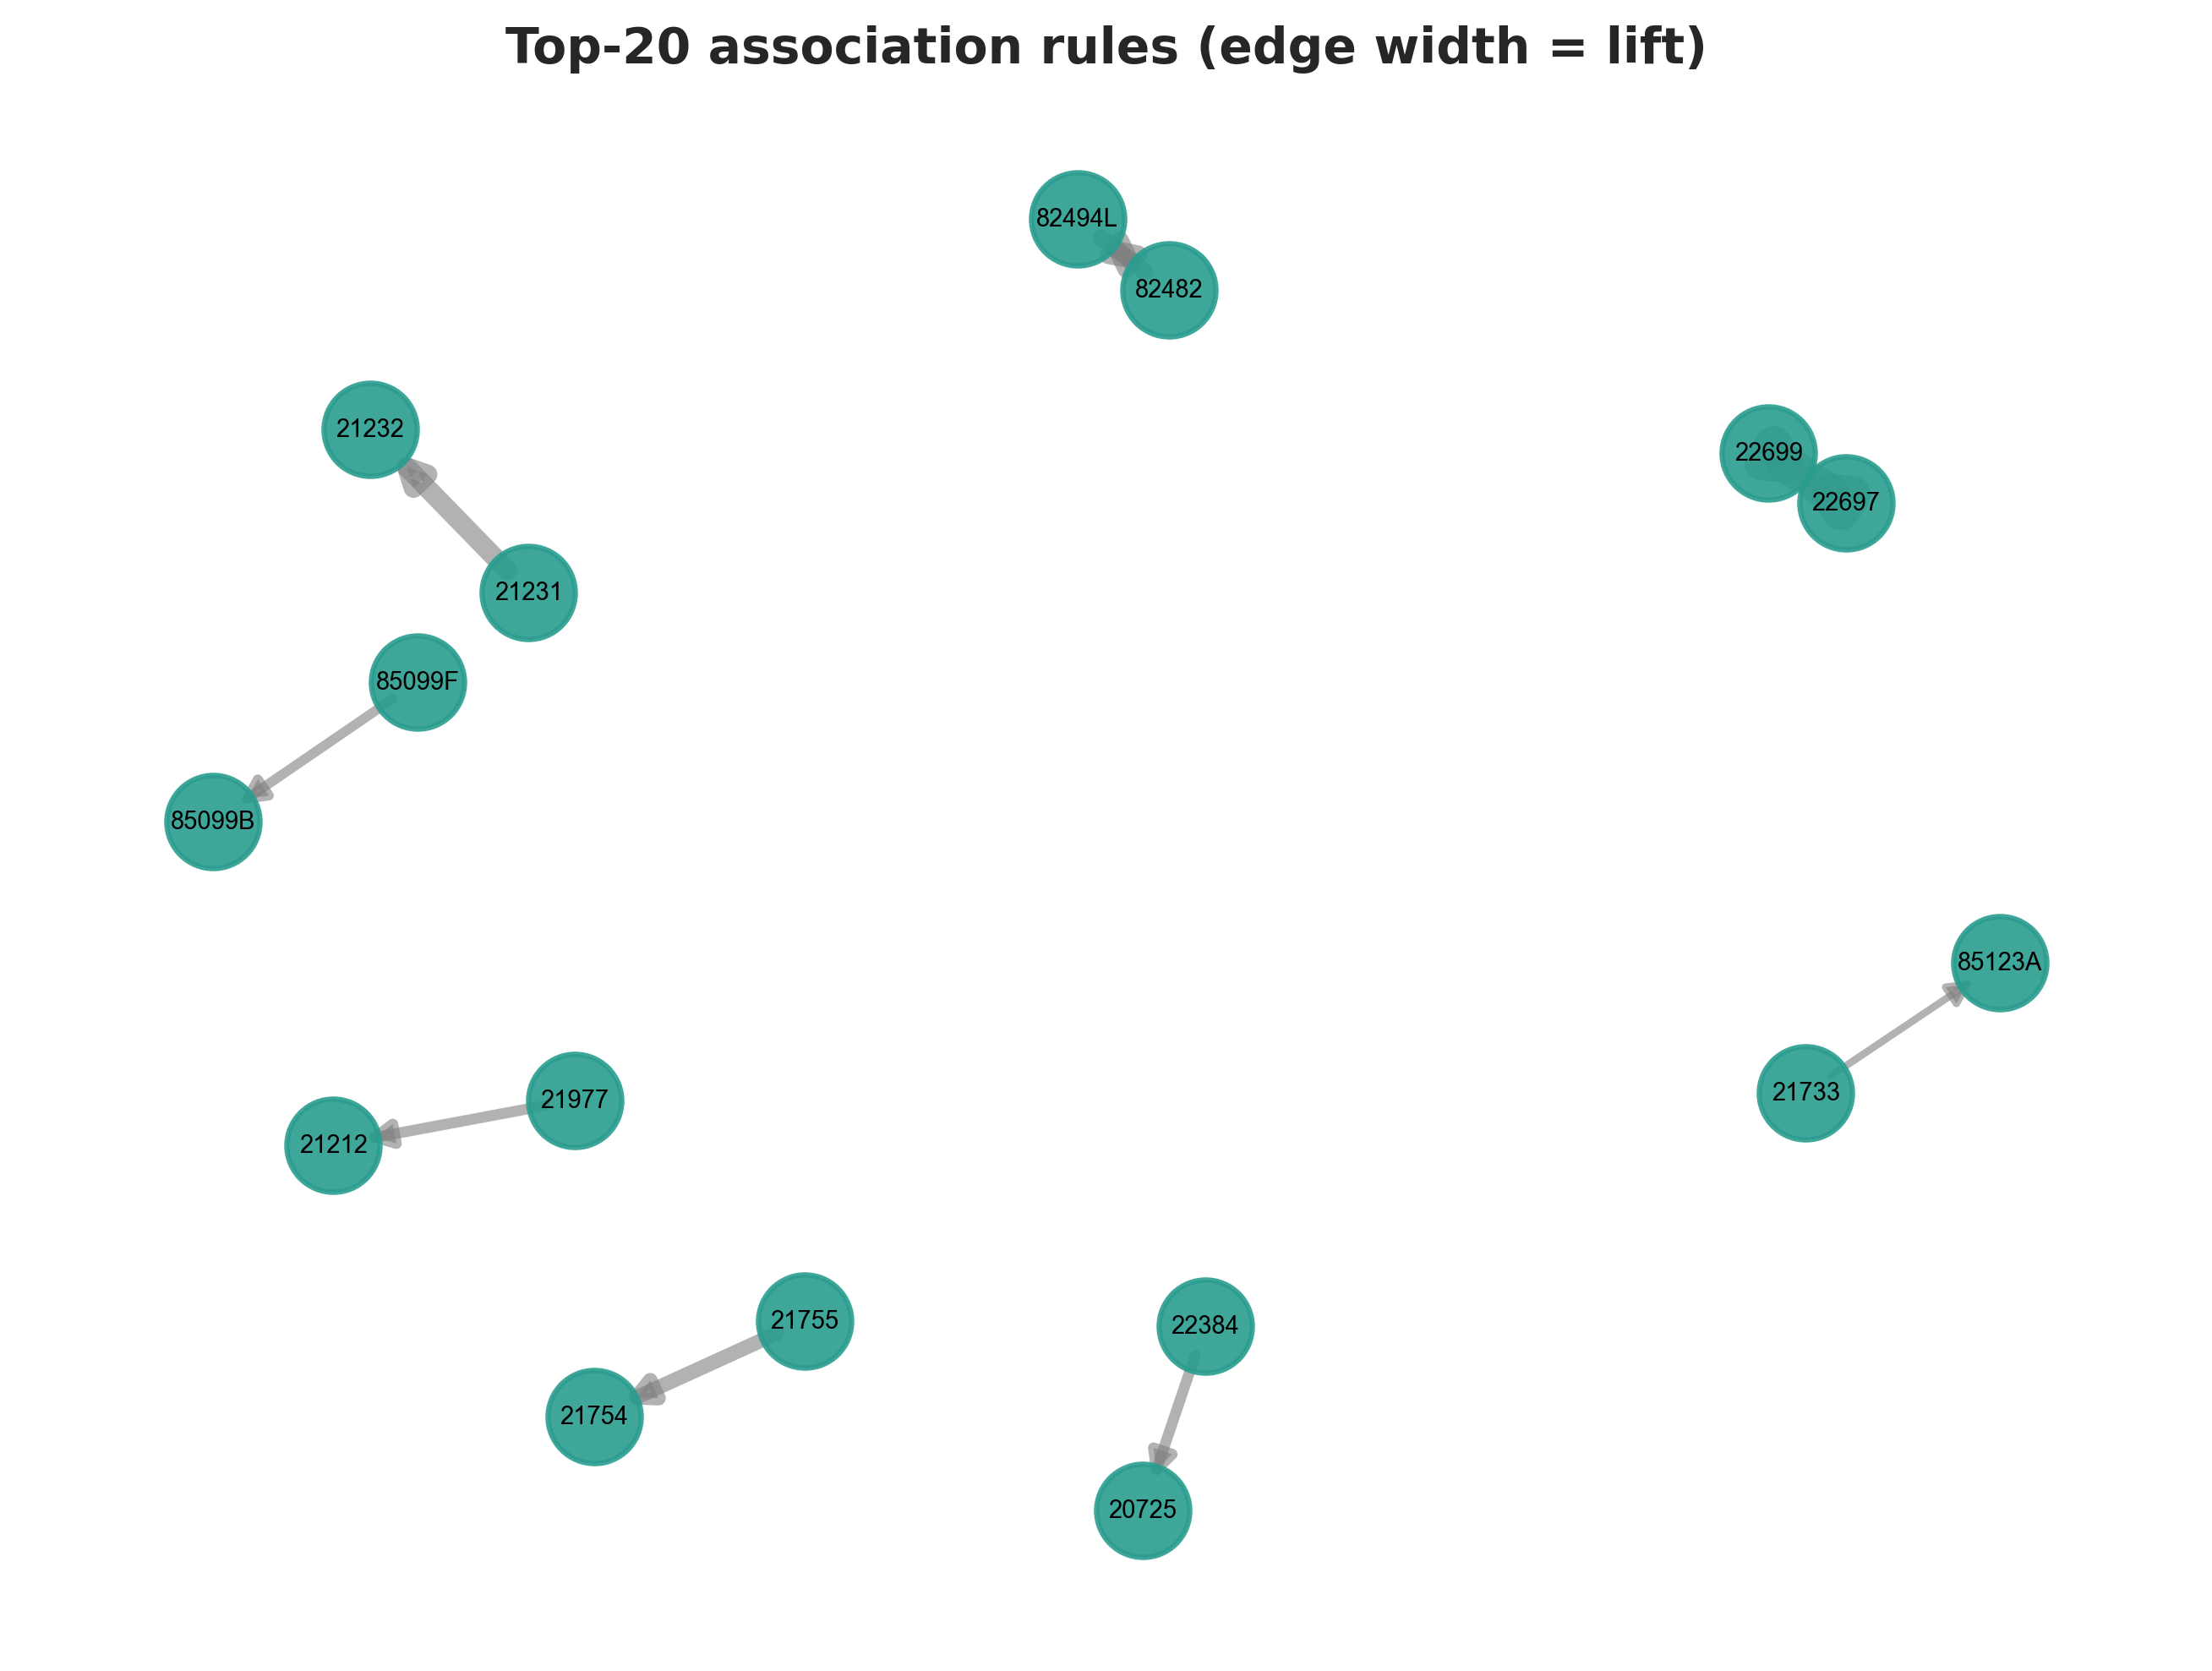 Top-20 association rules (edge width = lift)
82494L
82482
21232
22699
22697
21231
85099F
85099B
85123A
21733
21977
21212
21755
22384
21754
20725